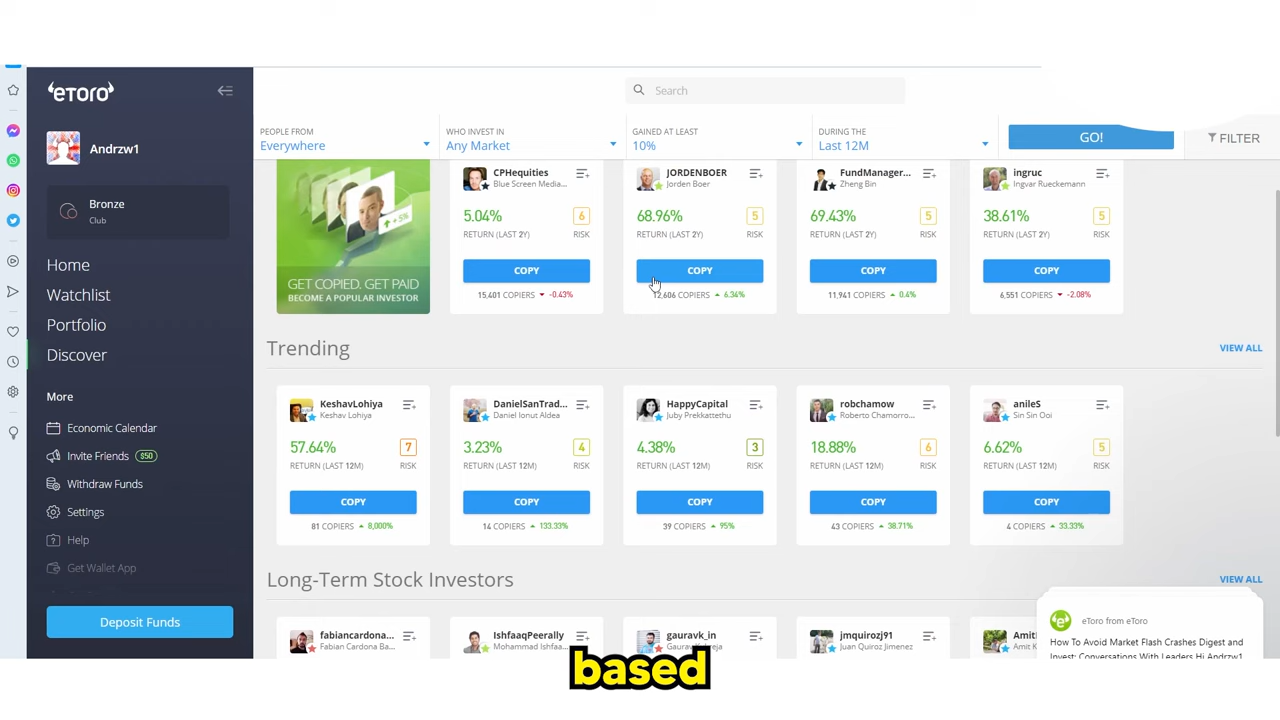 eToro
Andrzw1
Bronze
Club
Home
Watchlist
Portfolio
Discover
More
Economic Calendar
Invite Friends $50
Withdraw Funds
Settings
Help
Get Wallet App
Deposit Funds
Search
PEOPLE FROM
Everywhere
WHO INVEST IN
Any Market
GAINED AT LEAST
10%
DURING THE
Last 12M
GO!
FILTER
+5%
GET COPIED. GET PAID
BECOME A POPULAR INVESTOR
CPHequities
Blue Screen Media...
5.04% 6
RETURN (LAST 2Y) RISK
COPY
15,401 COPIERS -0.43%
JORDENBOER
Jorden Boer
68.96% 5
RETURN (LAST 2Y) RISK
COPY
12,606 COPIERS 6.34%
FundManager...
Zheng Bin
69.43% 5
RETURN (LAST 2Y) RISK
COPY
11,941 COPIERS 0.4%
ingruc
Ingvar Rueckemann
38.61% 5
RETURN (LAST 2Y) RISK
COPY
6,551 COPIERS -2.08%
Trending
VIEW ALL
KeshavLohiya
Keshav Lohiya
57.64% 7
RETURN (LAST 12M) RISK
COPY
81 COPIERS 8,000%
DanielSanTrad...
Daniel Ionut Aldea
3.23% 4
RETURN (LAST 12M) RISK
COPY
14 COPIERS 133.33%
HappyCapital
Juby Prekkattethu
4.38% 3
RETURN (LAST 12M) RISK
COPY
39 COPIERS 95%
robchamow
Roberto Chamorro...
18.88% 6
RETURN (LAST 12M) RISK
COPY
43 COPIERS 38.71%
anileS
Sin Sin Ooi
6.62% 5
RETURN (LAST 12M) RISK
COPY
4 COPIERS 33.33%
Long-Term Stock Investors
VIEW ALL
fabiancardona...
Fabian Cardona Ba...
IshfaaqPeerally
Mohammad Ishfa...
gauravk_in
jmquirozj91
Juan Quiroz Jimenez
Amit
Amit K
eToro from eToro
How To Avoid Market Flash Crashes Digest and
Invest: Conversations With Leaders Hi Andrzw1
based